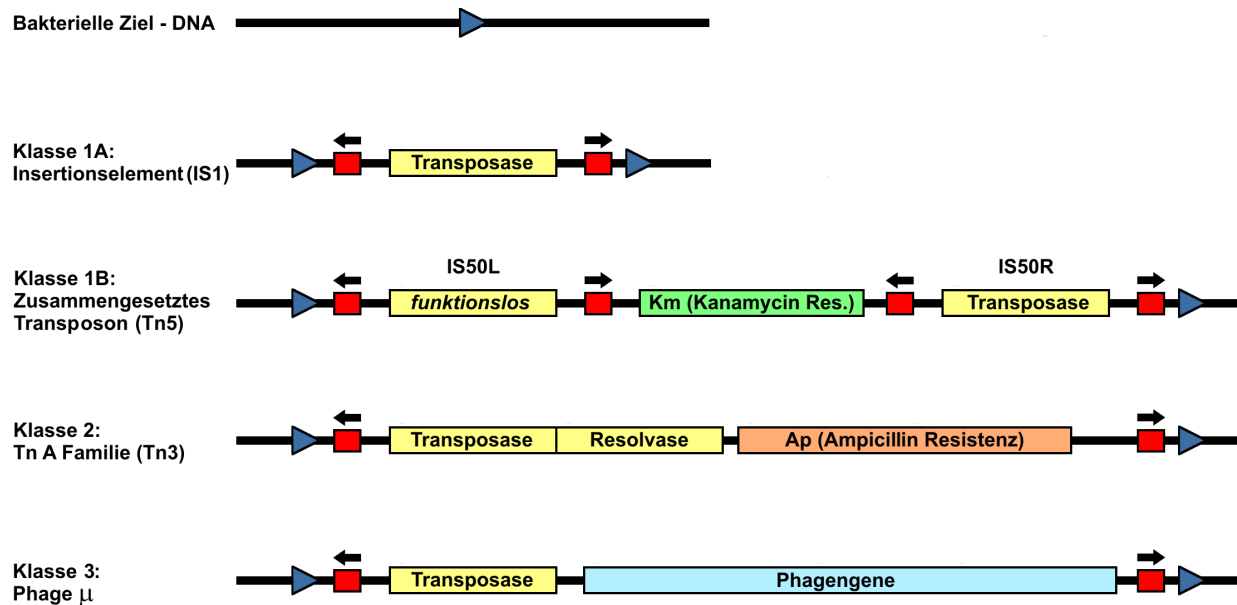 Bakterielle Ziel - DNA
Klasse 1A:
Insertionselement (IS1)
Transposase
Klasse 1B:
Zusammengesetztes
Transposon (Tn5)
IS50L
funktionslos
Km (Kanamycin Res.)
IS50R
Transposase
Klasse 2:
Tn A Familie (Tn3)
Transposase
Resolvase
Ap (Ampicillin Resistenz)
Klasse 3:
Phage μ
Transposase
Phagengene